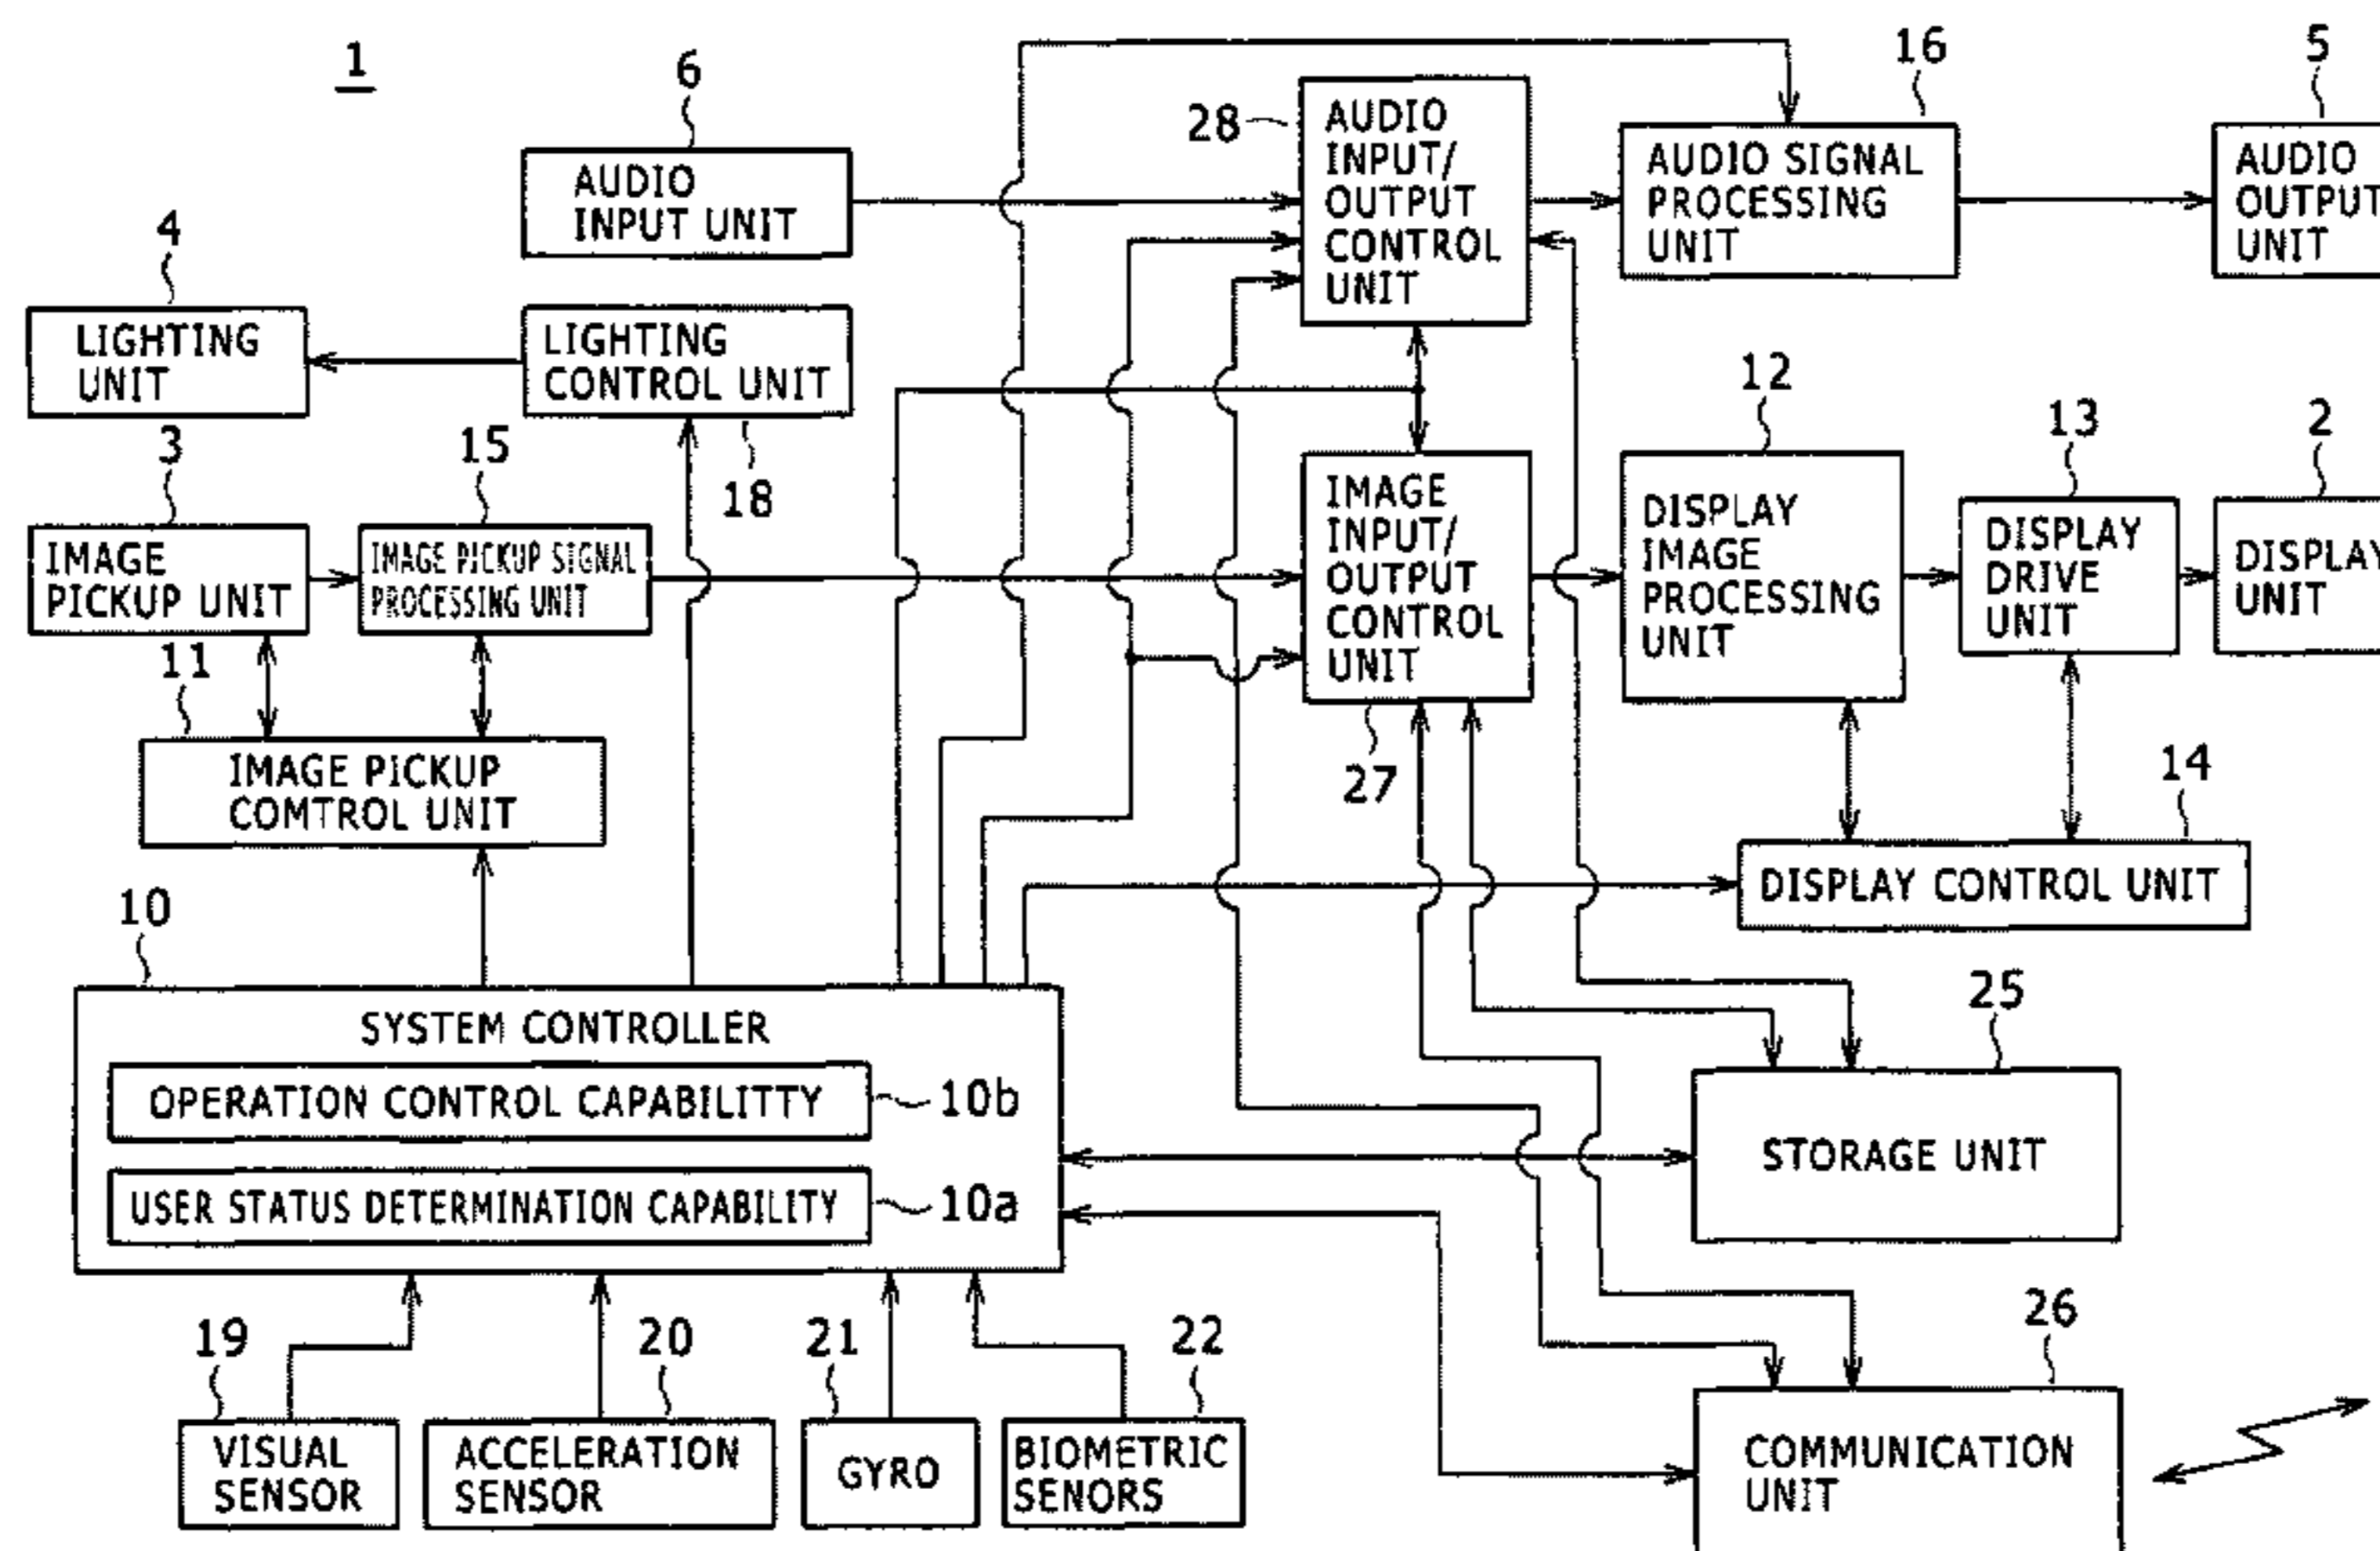 1
6
AUDIO
INPUT UNIT
28
AUDIO
INPUT/
OUTPUT
CONTROL
UNIT
16
AUDIO SIGNAL
PROCESSING
UNIT
5
AUDIO
OUTPUT
UNIT
4
LIGHTING
UNIT
LIGHTING
CONTROL UNIT
18
3
IMAGE
PICKUP UNIT
15
IMAGE PICKUP SIGNAL
PROCESSING UNIT
IMAGE
INPUT/
OUTPUT
CONTROL
UNIT
27
12
DISPLAY
IMAGE
PROCESSING
UNIT
13
DISPLAY
DRIVE
UNIT
2
DISPLAY
UNIT
11
IMAGE PICKUP
COMTROL UNIT
14
DISPLAY CONTROL UNIT
10
SYSTEM CONTROLLER
OPERATION CONTROL CAPABILITTY
10b
USER STATUS DETERMINATION CAPABILITY
10a
25
STORAGE UNIT
19
VISUAL
SENSOR
20
ACCELERATION
SENSOR
21
GYRO
22
BIOMETRIC
SENORS
26
COMMUNICATION
UNIT